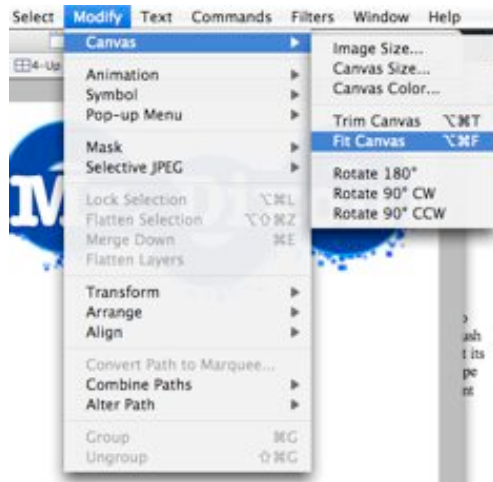 Select Modify Text Commands Filters Window Help
4-Up
Canvas
Animation
Symbol
Pop-up Menu
Mask
Selective JPEG
Lock Selection ⌥⌘L
Flatten Selection ⌥⇧⌘Z
Merge Down ⌘E
Flatten Layers
Transform
Arrange
Align
Convert Path to Marquee...
Combine Paths
Alter Path
Group ⌘G
Ungroup ⇧⌘G
Image Size...
Canvas Size...
Canvas Color...
Trim Canvas ⌥⌘T
Fit Canvas ⌥⌘F
Rotate 180°
Rotate 90° CW
Rotate 90° CCW